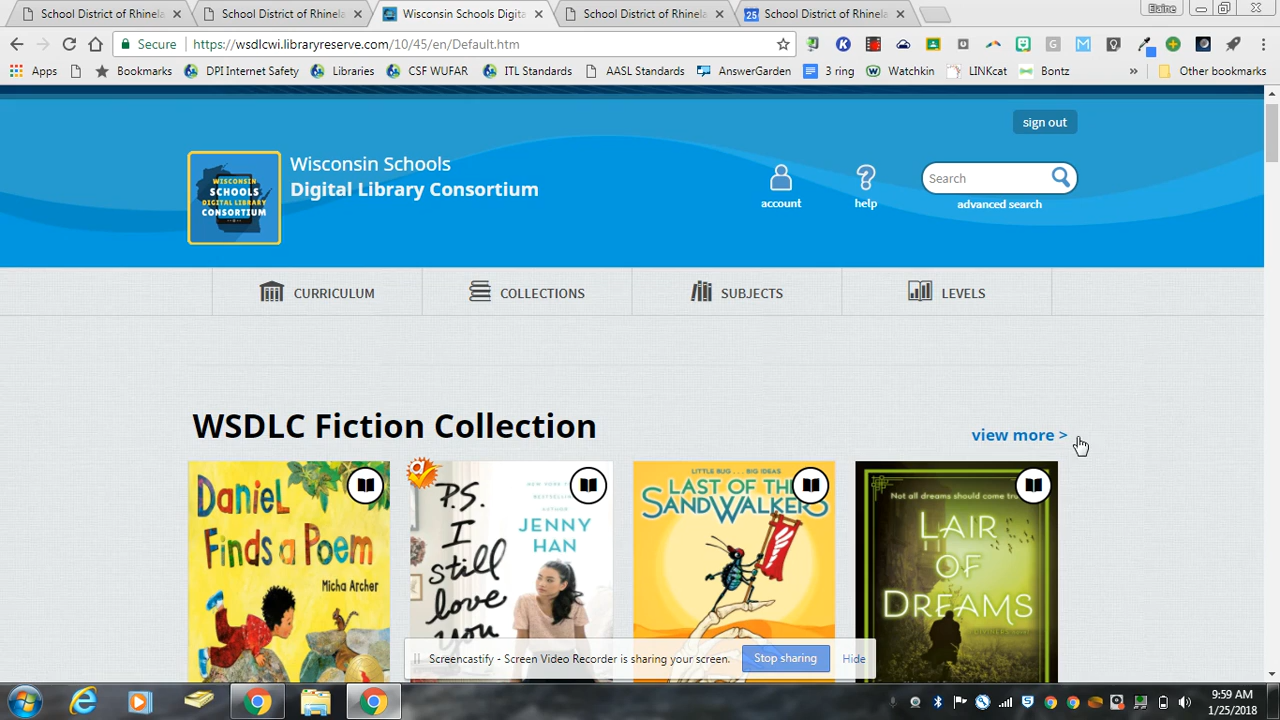 School District of Rhinela
School District of Rhinela
Wisconsin Schools Digita
School District of Rhinela
25 School District of Rhinela
Elaine
Secure
https://wsdlcwi.libraryreserve.com/10/45/en/Default.htm
Apps
Bookmarks
DPI Internet Safety
Libraries
CSF WUFAR
ITL Standards
AASL Standards
AnswerGarden
3 ring
Watchkin
LINKcat
Bontz
»
Other bookmarks
sign out
WISCONSIN
SCHOOLS
DIGITAL LIBRARY
CONSORTIUM
Wisconsin Schools
Digital Library Consortium
account
help
Search
advanced search
CURRICULUM
COLLECTIONS
SUBJECTS
LEVELS
WSDLC Fiction Collection
view more >
Daniel
Finds a Poem
Micha Archer
P.S.
I
still
love
you
JENNY
HAN
LITTLE BUG . . . BIG IDEAS
LAST OF THE
SANDWALKERS
Not all dreams should come tru
LAIR
OF
DREAMS
Screencastify - Screen Video Recorder is sharing your screen.
Stop sharing
Hide
9:59 AM
1/25/2018